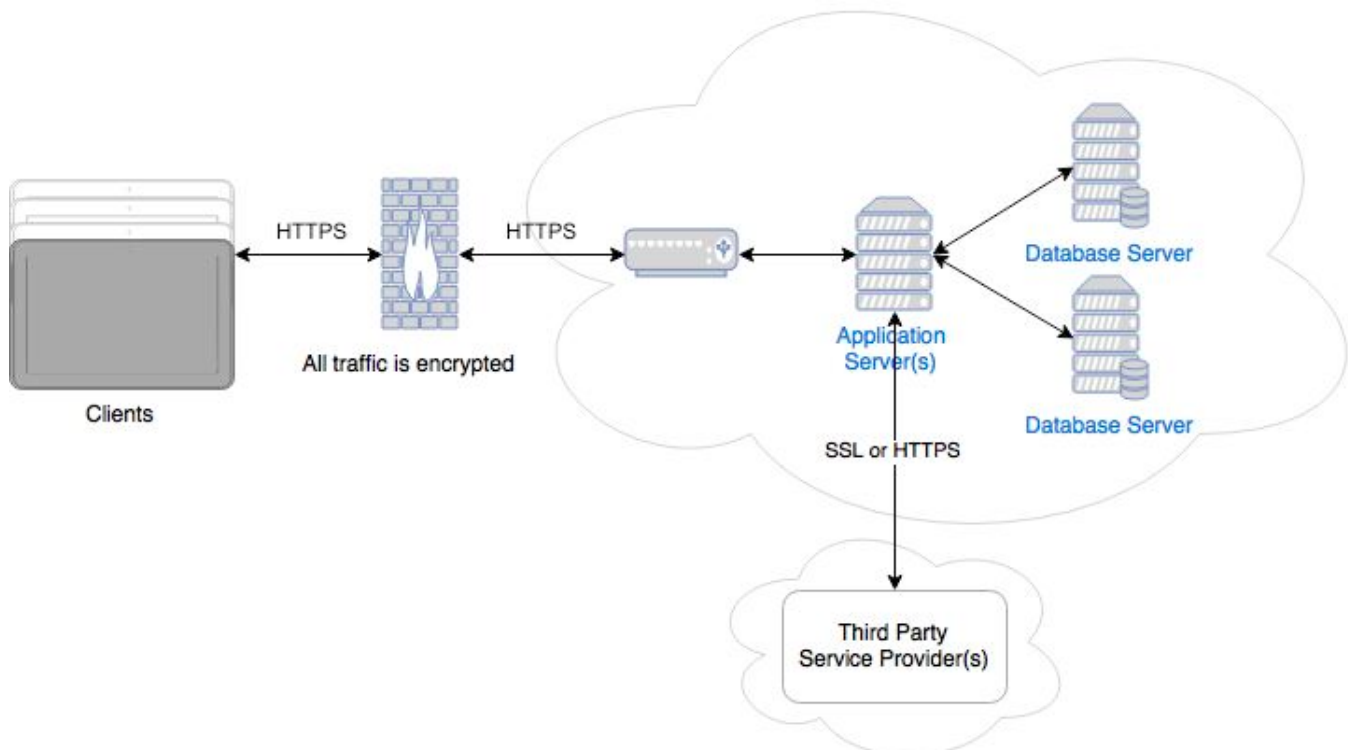 HTTPS
HTTPS
All traffic is encrypted
Clients
Application
Server(s)
Database Server
Database Server
SSL or HTTPS
Third Party
Service Provider(s)